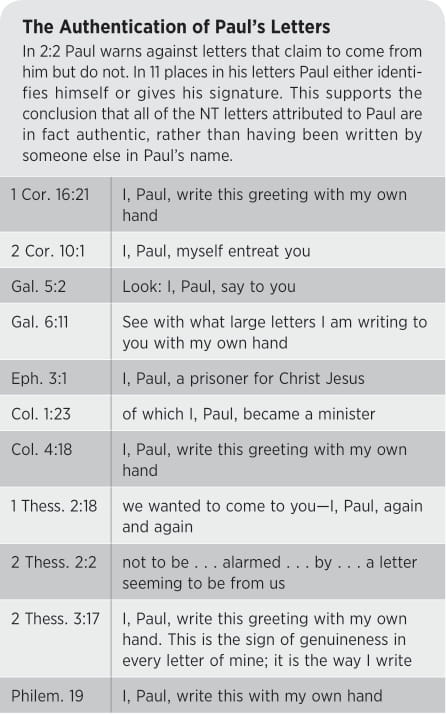 The Authentication of Paul's Letters
In 2:2 Paul warns against letters that claim to come from
him but do not. In 11 places in his letters Paul either identi-
fies himself or gives his signature. This supports the
conclusion that all of the NT letters attributed to Paul are
in fact authentic, rather than having been written by
someone else in Paul's name.
1 Cor. 16:21 I, Paul, write this greeting with my own
hand
2 Cor. 10:1 I, Paul, myself entreat you
Gal. 5:2 Look: I, Paul, say to you
Gal. 6:11 See with what large letters I am writing to
you with my own hand
Eph. 3:1 I, Paul, a prisoner for Christ Jesus
Col. 1:23 of which I, Paul, became a minister
Col. 4:18 I, Paul, write this greeting with my own
hand
1 Thess. 2:18 we wanted to come to you—I, Paul, again
and again
2 Thess. 2:2 not to be . . . alarmed . . . by . . . a letter
seeming to be from us
2 Thess. 3:17 I, Paul, write this greeting with my own
hand. This is the sign of genuineness in
every letter of mine; it is the way I write
Philem. 19 I, Paul, write this with my own hand